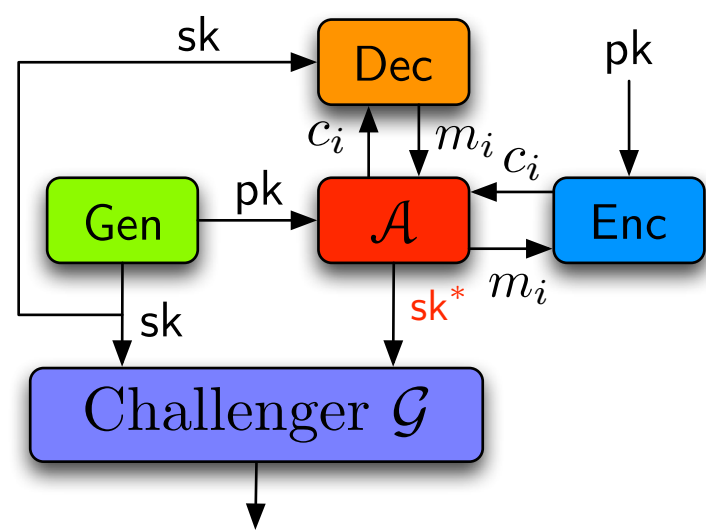 sk
Dec
pk
c_i
m_i
c_i
Gen
pk
𝒜
Enc
m_i
sk
sk*
Challenger 𝒢